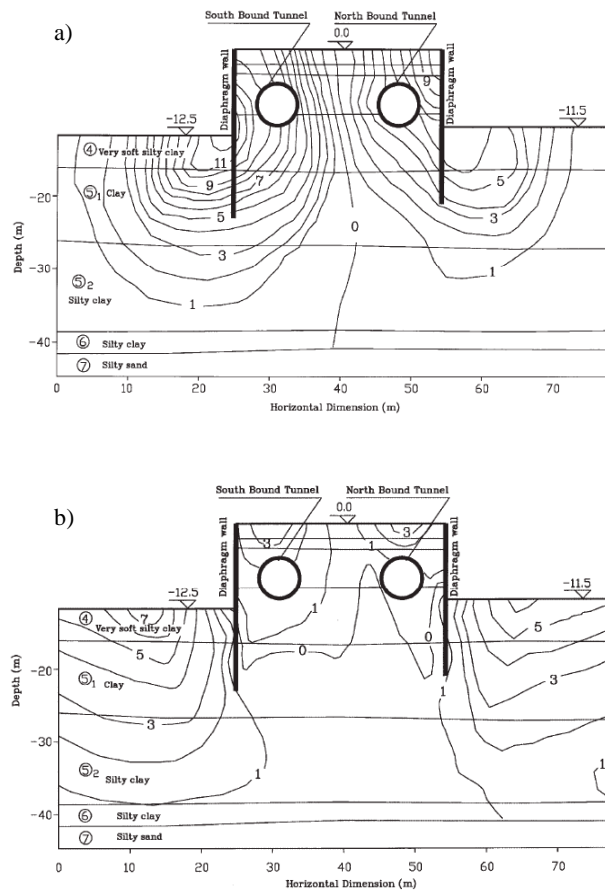 a)
South Bound Tunnel
North Bound Tunnel
0.0
Diaphragm wall
Diaphragm wall
9
-12.5
-11.5
④ Very soft silty clay
11
⑤1 Clay
9
7
5
-20
5
3
0
3
-30
⑤2
1
1
Silty clay
-40
⑥ Silty clay
⑦ Silty sand
Depth (m)
0 10 20 30 40 50 60 70
Horizontal Dimension (m)
b)
South Bound Tunnel
North Bound Tunnel
0.0
Diaphragm wall
Diaphragm wall
3
1
3
-12.5
-11.5
④
7
Very soft silty clay
1
5
5
0
0
-20
⑤1 Clay
3
1
3
-30
⑤2
Silty clay
1
1
-40
⑥ Silty clay
⑦ Silty sand
Depth (m)
0 10 20 30 40 50 60 70
Horizontal Dimension (m)